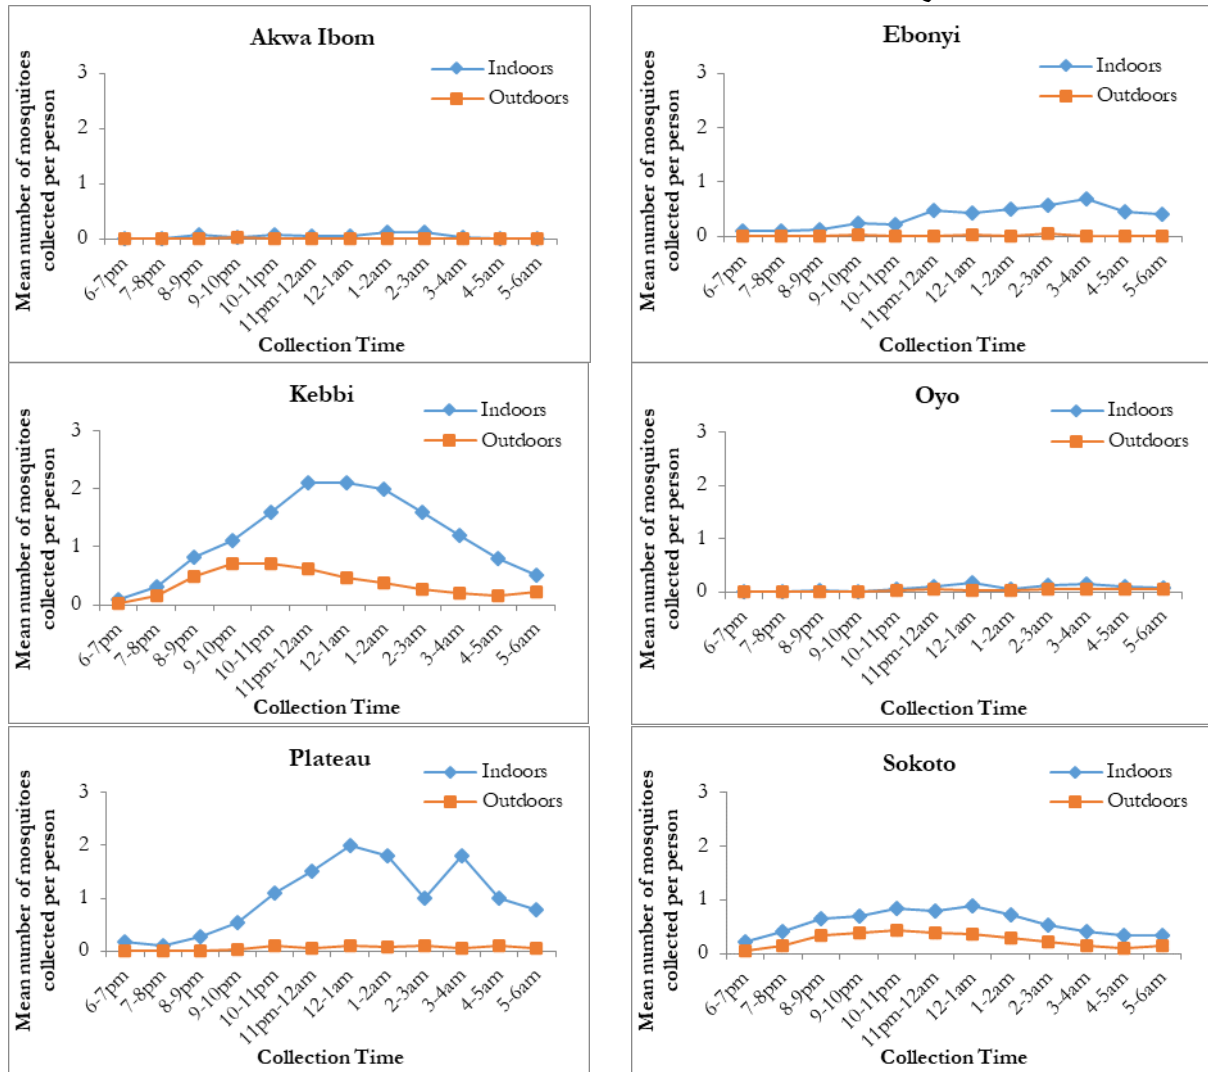 Akwa Ibom
Indoors
Outdoors
Mean number of mosquitoes
collected per person
3
2
1
0
6-7pm
7-8pm
8-9pm
9-10pm
10-11pm
11pm-12am
12-1am
1-2am
2-3am
3-4am
4-5am
5-6am
Collection Time
Ebonyi
Indoors
Outdoors
Mean number of mosquitoes
collected per person
3
2
1
0
6-7pm
7-8pm
8-9pm
9-10pm
10-11pm
11pm-12am
12-1am
1-2am
2-3am
3-4am
4-5am
5-6am
Collection Time
Kebbi
Indoors
Outdoors
Mean number of mosquitoes
collected per person
3
2
1
0
6-7pm
7-8pm
8-9pm
9-10pm
10-11pm
11pm-12am
12-1am
1-2am
2-3am
3-4am
4-5am
5-6am
Collection Time
Oyo
Indoors
Outdoors
Mean number of mosquitoes
collected per person
3
2
1
0
6-7pm
7-8pm
8-9pm
9-10pm
10-11pm
11pm-12am
12-1am
1-2am
2-3am
3-4am
4-5am
5-6am
Collection Time
Plateau
Indoors
Outdoors
Mean number of mosquitoes
collected per person
3
2
1
0
6-7pm
7-8pm
8-9pm
9-10pm
10-11pm
11pm-12am
12-1am
1-2am
2-3am
3-4am
4-5am
5-6am
Collection Time
Sokoto
Indoors
Outdoors
Mean number of mosquitoes
collected per person
3
2
1
0
6-7pm
7-8pm
8-9pm
9-10pm
10-11pm
11pm-12am
12-1am
1-2am
2-3am
3-4am
4-5am
5-6am
Collection Time